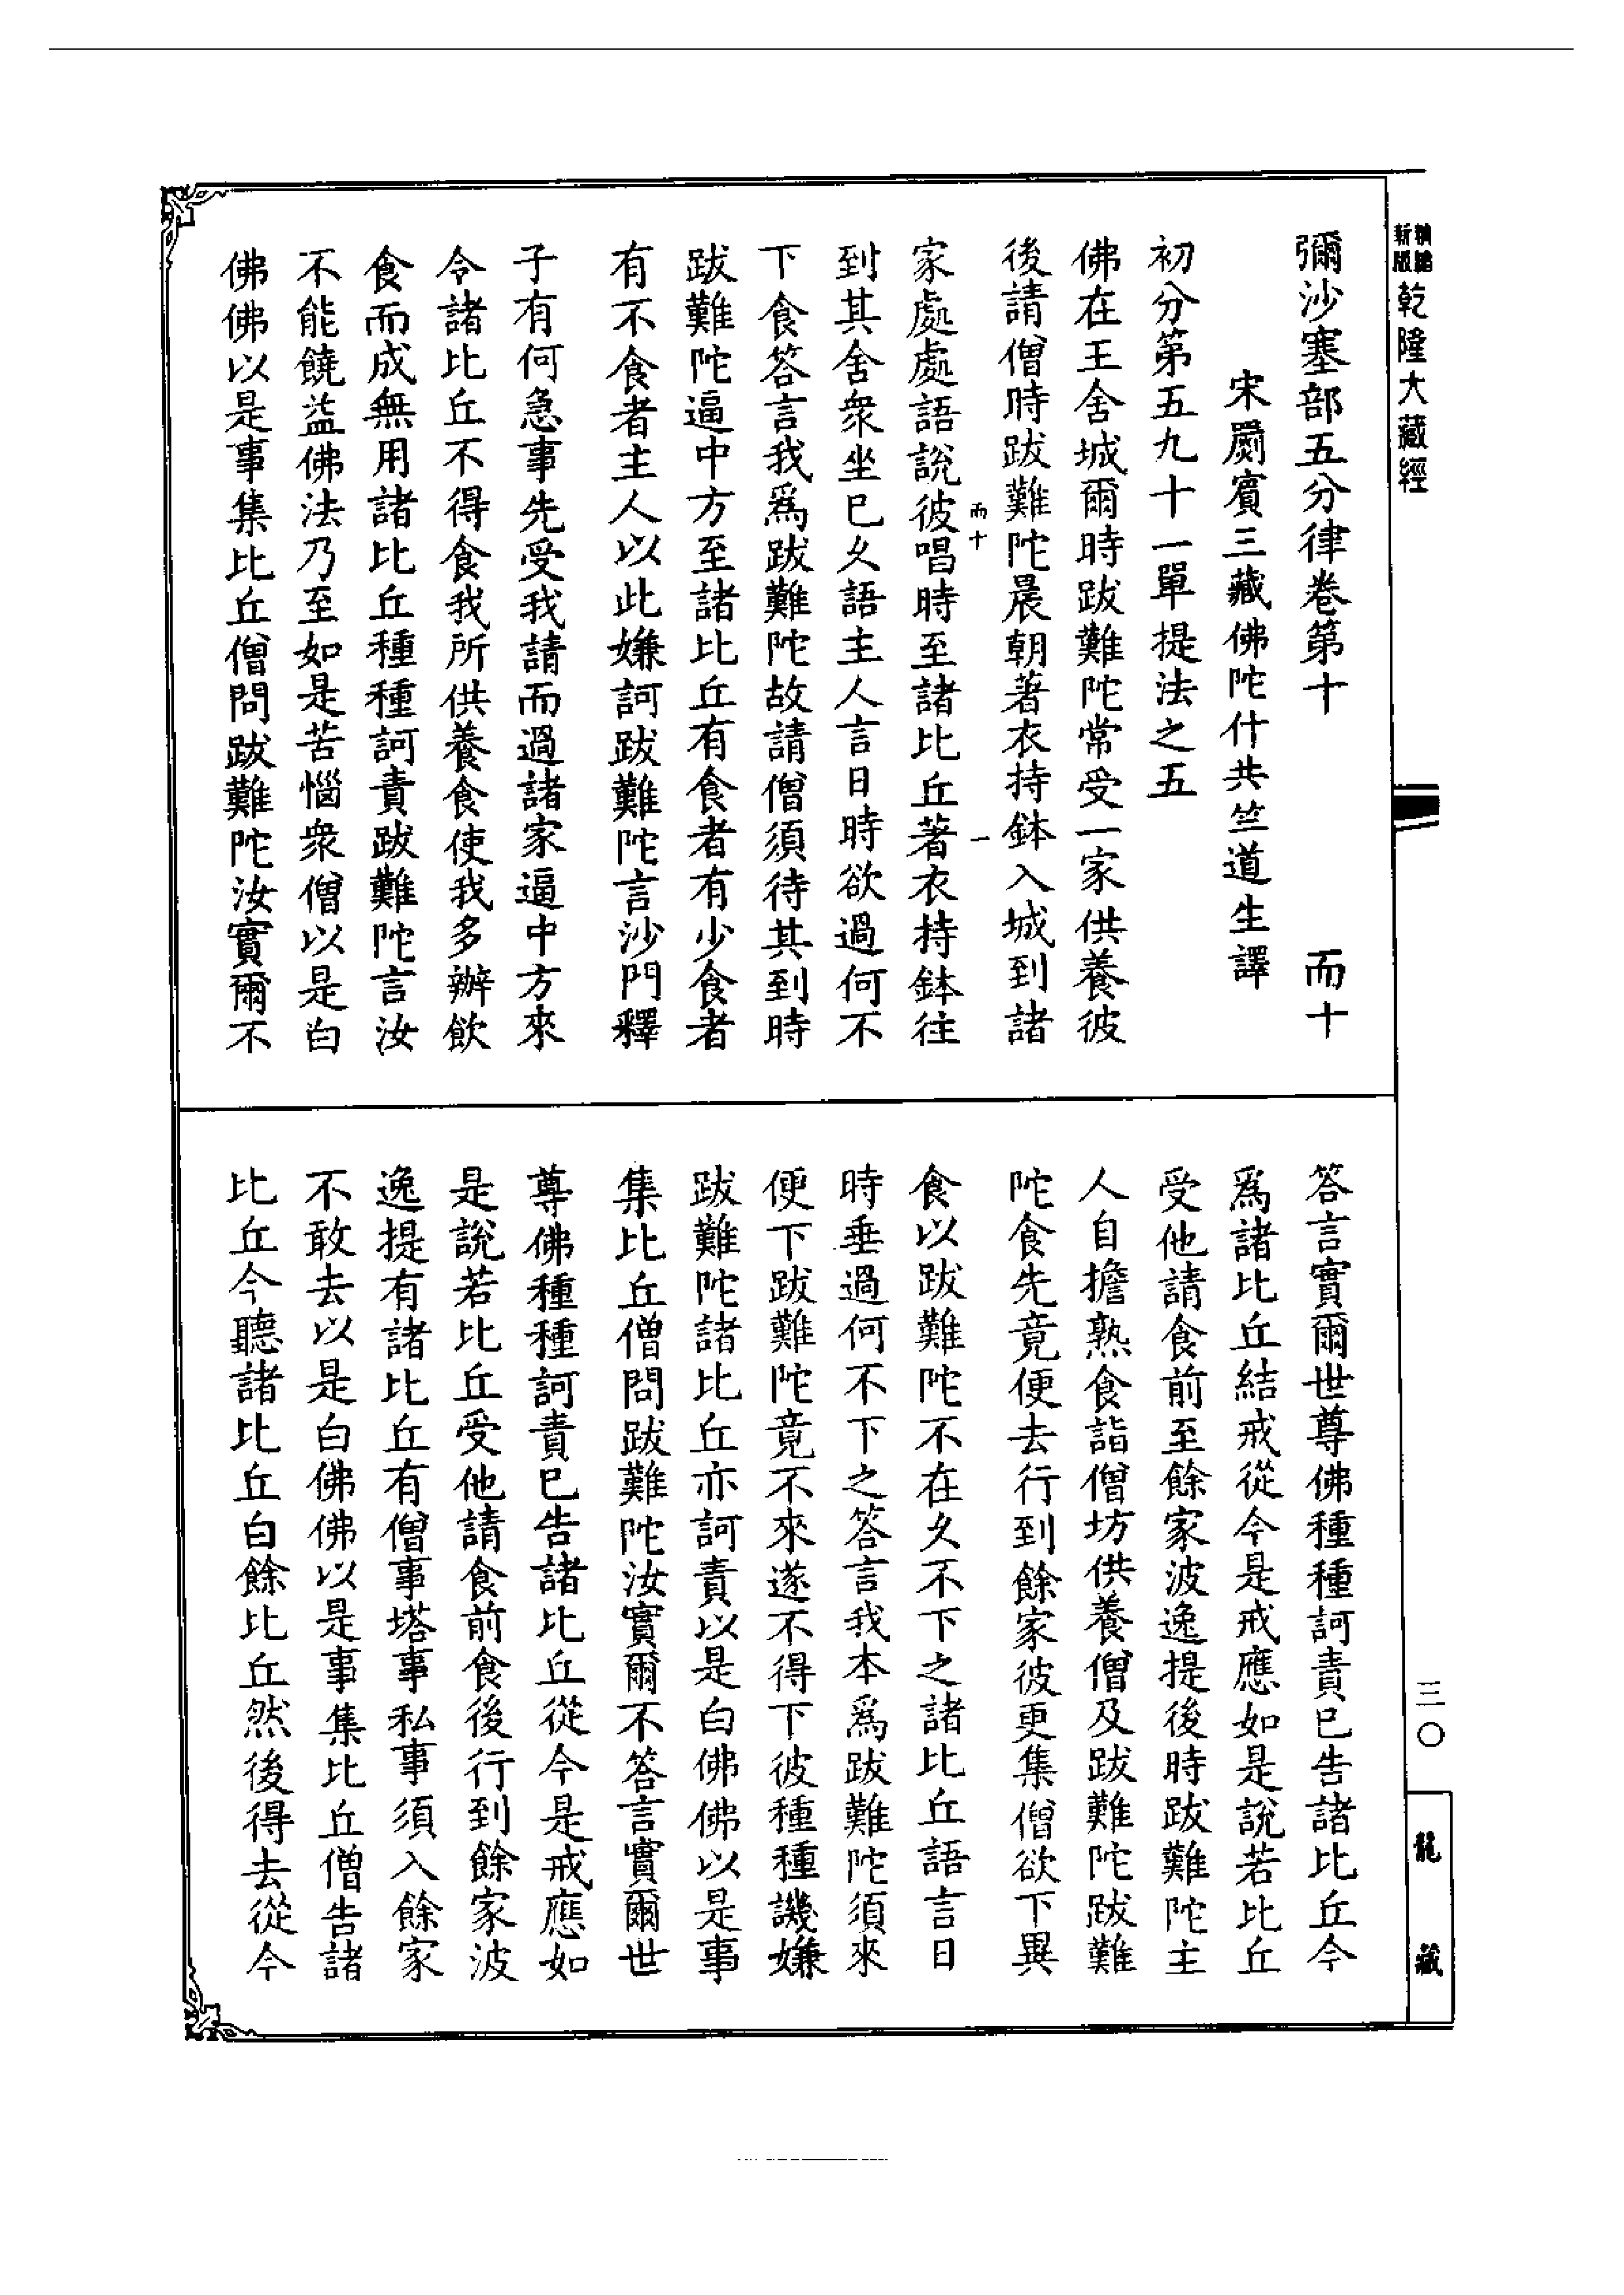 精縮
新版
乾隆大藏經
彌沙塞部五分律卷第十 而十
宋罽賓三藏佛陀什共竺道生譯
初分第五九十一單提法之五
佛在王舍城爾時跋難陀常受一家供養彼
後請僧時跋難陀晨朝著衣持鉢入城到諸
而十 一
家處處語說彼唱時至諸比丘著衣持鉢往
到其舍衆坐已久語主人言日時欲過何不
下食答言我爲跋難陀故請僧須待其到時
跋難陀逼中方至諸比丘有食者有少食者
有不食者主人以此嫌訶跋難陀言沙門釋
子有何急事先受我請而過諸家逼中方來
令諸比丘不得食我所供養食使我多辦飲
食而成無用諸比丘種種訶責跋難陀言汝
不能饒益佛法乃至如是苦惱衆僧以是白
佛佛以是事集比丘僧問跋難陀汝實爾不
答言實爾世尊佛種種訶責已告諸比丘今
爲諸比丘結戒從今是戒應如是說若比丘
受他請食前至餘家波逸提後時跋難陀主
人自擔熟食詣僧坊供養僧及跋難陀跋難
陀食先竟便去行到餘家彼更集僧欲下異
食以跋難陀不在久不下之諸比丘語言日
時垂過何不下之答言我本爲跋難陀須來
便下跋難陀竟不來遂不得下彼種種譏嫌
跋難陀諸比丘亦訶責以是白佛佛以是事
集比丘僧問跋難陀汝實爾不答言實爾世
尊佛種種訶責已告諸比丘從今是戒應如
是說若比丘受他請食前食後行到餘家波
逸提有諸比丘有僧事塔事私事須入餘家
不敢去以是白佛佛以是事集比丘僧告諸
比丘今聽諸比丘白餘比丘然後得去從今
三〇
龍藏